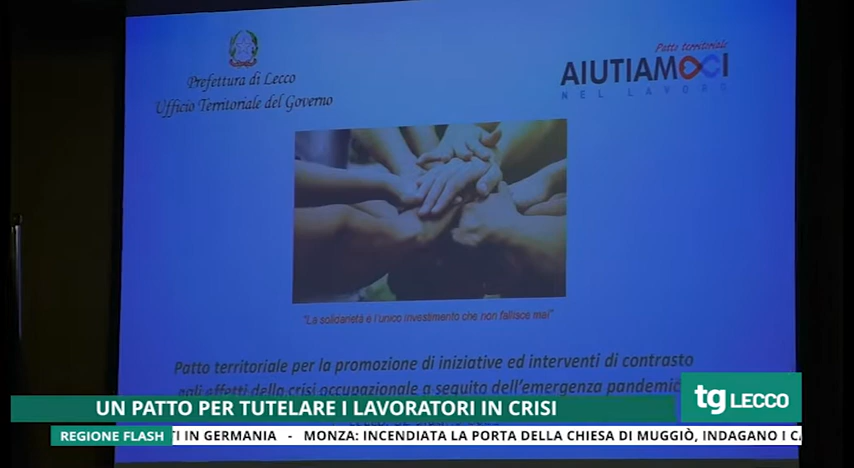 Prefettura di Lecco
Ufficio Territoriale del Governo
Patto territoriale
AIUTIAMOCI
NEL LAVORO
"La solidarietà è l'unico investimento che non fallisce mai"
Patto territoriale per la promozione di iniziative ed interventi di contrasto
agli effetti della crisi occupazionale a seguito dell'emergenza
UN PATTO PER TUTELARE I LAVORATORI IN CRISI
tg LECCO
REGIONE FLASH
TI IN GERMANIA - MONZA: INCENDIATA LA PORTA DELLA CHIESA DI MUGGIÒ, INDAGANO I